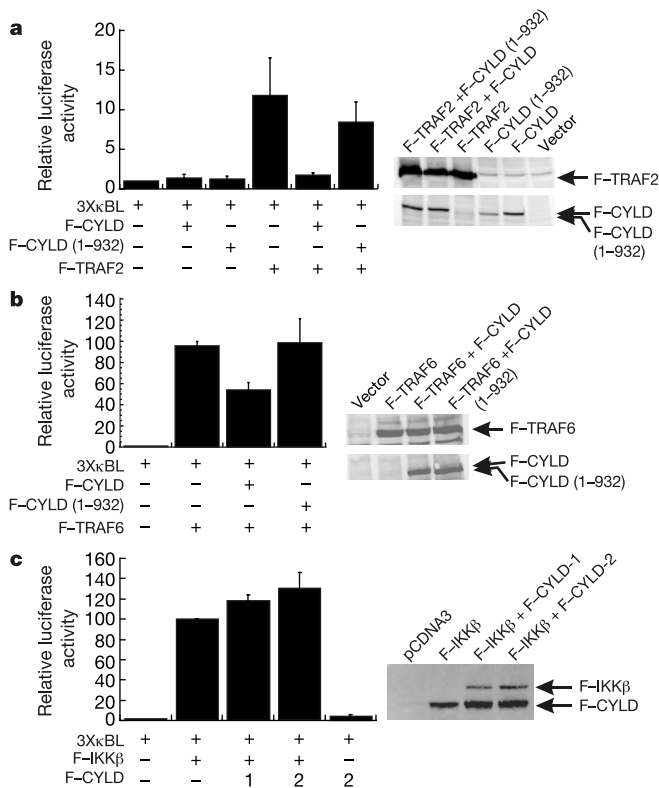 a
Relative luciferase
activity
20
15
10
5
0
3XκBL + + + + + +
F–CYLD – + – – + –
F–CYLD (1–932) – – + – – +
F–TRAF2 – – – + + +
F–TRAF2 +F–CYLD (1–932)
F–TRAF2 + F–CYLD
F–TRAF2
F–CYLD (1–932)
F–CYLD
Vector
F–TRAF2
F–CYLD
F–CYLD
(1–932)
b
Relative luciferase
activity
140
120
100
80
60
40
20
0
3XκBL + + + +
F–CYLD – – + –
F–CYLD (1–932) – – – +
F–TRAF6 – + + +
Vector
F–TRAF6
F–TRAF6 + F–CYLD
F–TRAF6 +F–CYLD
(1–932)
F–TRAF6
F–CYLD
F–CYLD (1–932)
c
Relative luciferase
activity
160
140
120
100
80
60
40
20
0
3XκBL + + + + +
F–IKKβ – + + + –
F–CYLD – – 1 2 2
pCDNA3
F–IKKβ
F–IKKβ + F–CYLD-1
F–IKKβ + F–CYLD-2
F–IKKβ
F–CYLD